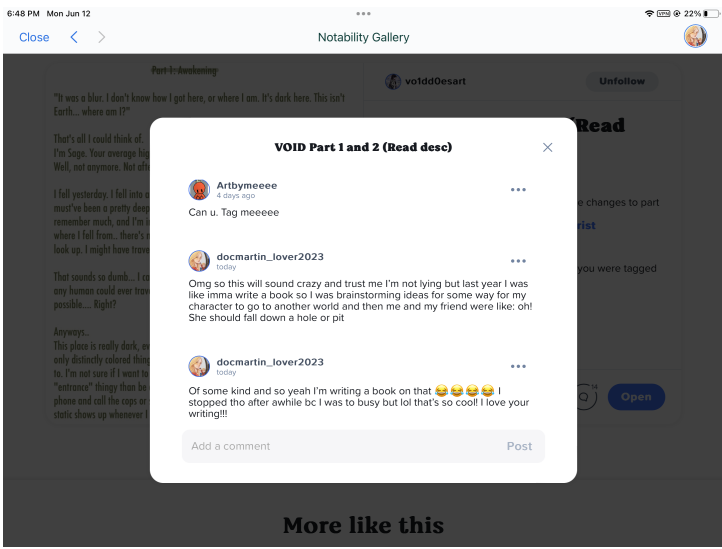 6:48 PM Mon Jun 12
VPN 22%
Close
Notability Gallery
Part 1: Awakening
"It was a blur. I don't know how I got here, or where I am. It's dark here. This isn't
Earth... where am I?"
That's all I could think of.
I'm Sage. Your average hig
Well, not anymore. Not aft
I fell yesterday. I fell into a
must've been a pretty deep
remember much, and I'm
where I fell from.. there's n
look up. I might have trave
That sounds so dumb... I co
any human could ever trav
possible.... Right?
Anyways..
This place is really dark, ev
only distinctly colored thing
to. I'm not sure if I want to
"entrance" thingy than be
phone and call the cops or
static shows up whenever I
vo1dd0esart
Unfollow
(Read
e changes to part
rist
you were tagged
14
Open
VOID Part 1 and 2 (Read desc)
Artbymeeee
4 days ago
Can u. Tag meeeee
docmartin_lover2023
today
Omg so this will sound crazy and trust me I'm not lying but last year I was
like imma write a book so I was brainstorming ideas for some way for my
character to go to another world and then me and my friend were like: oh!
She should fall down a hole or pit
docmartin_lover2023
today
Of some kind and so yeah I'm writing a book on that 😂😂😂😂 I
stopped tho after awhile bc I was to busy but lol that's so cool! I love your
writing!!!
Add a comment
Post
More like this